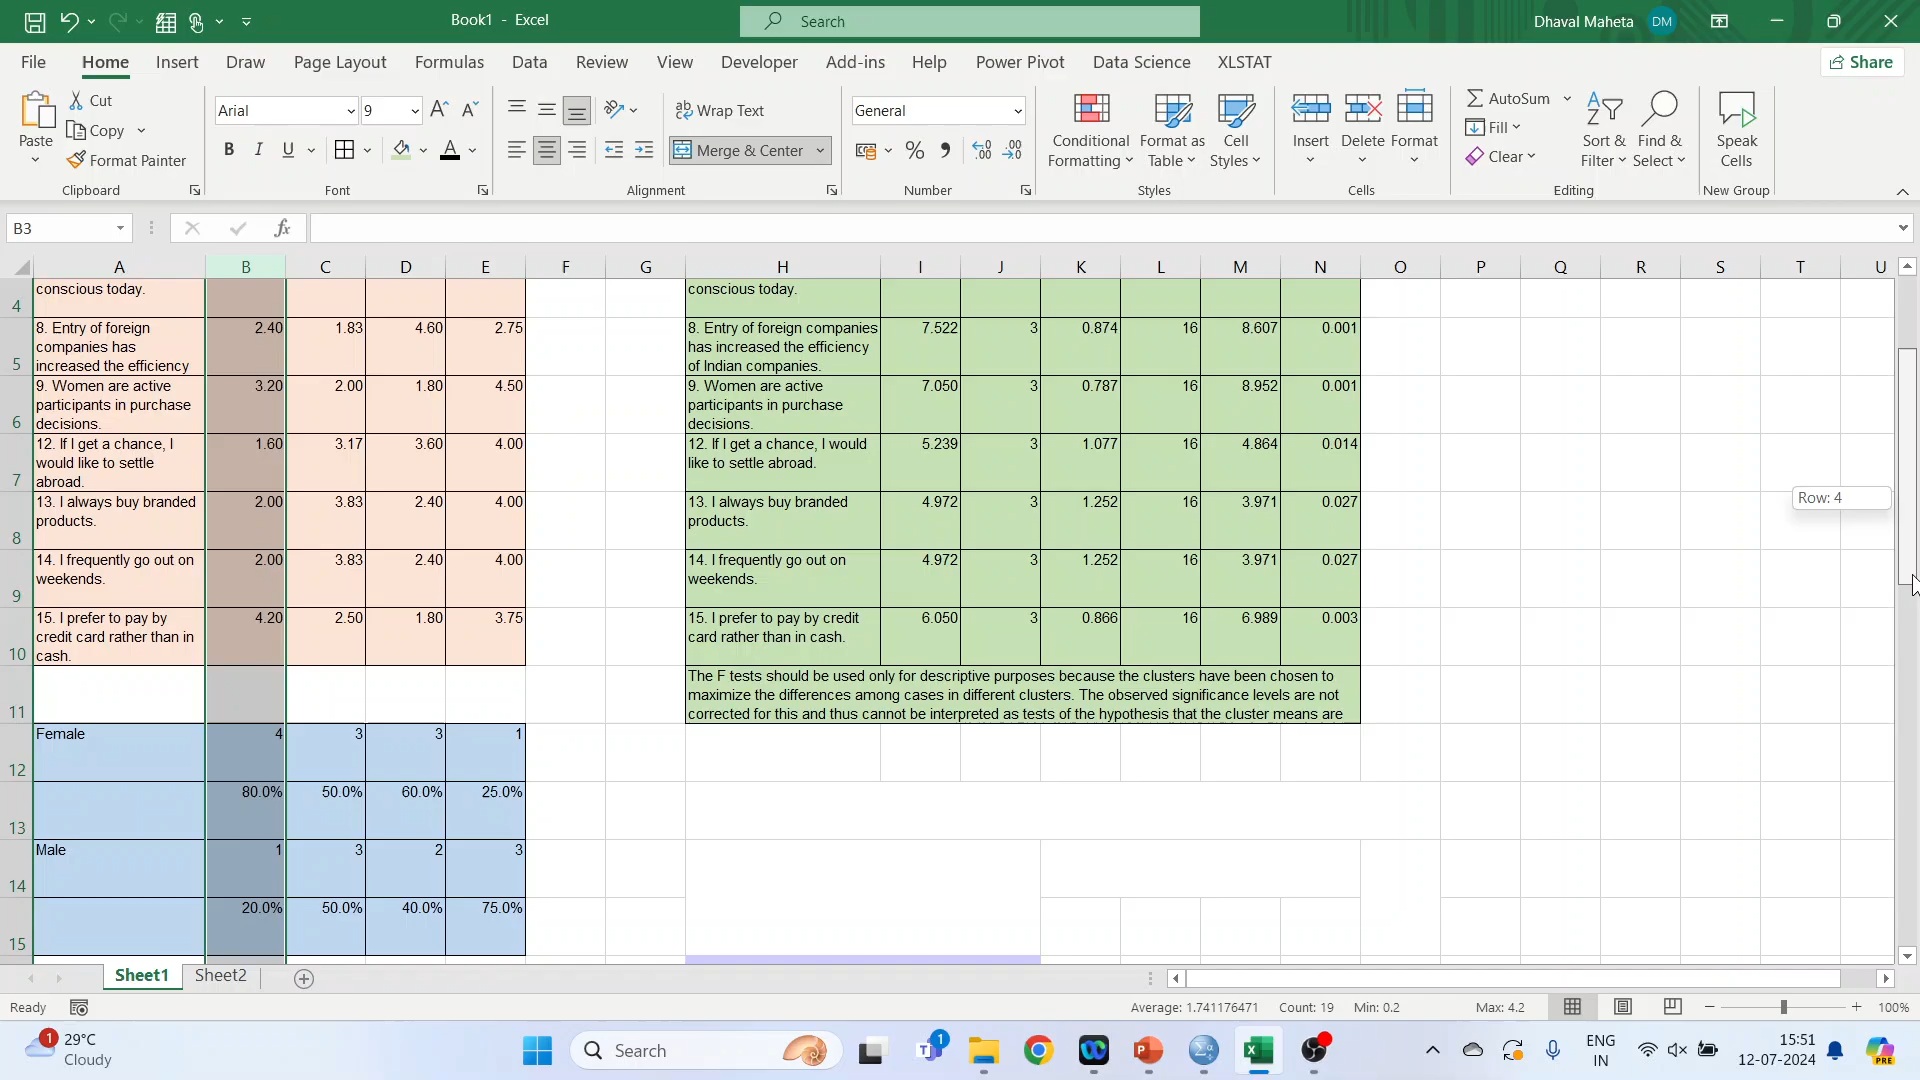 Book1 - Excel
Search
Dhaval Maheta DM
File Home Insert Draw Page Layout Formulas Data Review View Developer Add-ins Help Power Pivot Data Science XLSTAT Share
Paste
Cut
Copy
Format Painter
Clipboard
Arial 9
B I U A
Font
Wrap Text
Merge & Center
Alignment
General
Number
Conditional Formatting
Format as Table
Cell Styles
Styles
Insert Delete Format
Cells
AutoSum
Fill
Clear
Sort & Filter
Find & Select
Editing
Speak Cells
New Group
B3 fx
A B C D E F G H I J K L M N O P Q R S T U
4 conscious today. conscious today.
5 8. Entry of foreign companies has increased the efficiency 2.40 1.83 4.60 2.75 8. Entry of foreign companies has increased the efficiency of Indian companies. 7.522 3 0.874 16 8.607 0.001
6 9. Women are active participants in purchase decisions. 3.20 2.00 1.80 4.50 9. Women are active participants in purchase decisions. 7.050 3 0.787 16 8.952 0.001
7 12. If I get a chance, I would like to settle abroad. 1.60 3.17 3.60 4.00 12. If I get a chance, I would like to settle abroad. 5.239 3 1.077 16 4.864 0.014
8 13. I always buy branded products. 2.00 3.83 2.40 4.00 13. I always buy branded products. 4.972 3 1.252 16 3.971 0.027
9 14. I frequently go out on weekends. 2.00 3.83 2.40 4.00 14. I frequently go out on weekends. 4.972 3 1.252 16 3.971 0.027
10 15. I prefer to pay by credit card rather than in cash. 4.20 2.50 1.80 3.75 15. I prefer to pay by credit card rather than in cash. 6.050 3 0.866 16 6.989 0.003
Row: 4
11 The F tests should be used only for descriptive purposes because the clusters have been chosen to
maximize the differences among cases in different clusters. The observed significance levels are not
corrected for this and thus cannot be interpreted as tests of the hypothesis that the cluster means are
12 Female 4 3 3 1
13 80.0% 50.0% 60.0% 25.0%
14 Male 1 3 2 3
15 20.0% 50.0% 40.0% 75.0%
Sheet1 Sheet2
Ready Average: 1.741176471 Count: 19 Min: 0.2 Max: 4.2 100%
1 29°C
Cloudy
Search
1
ENG
IN
15:51
12-07-2024
PRE